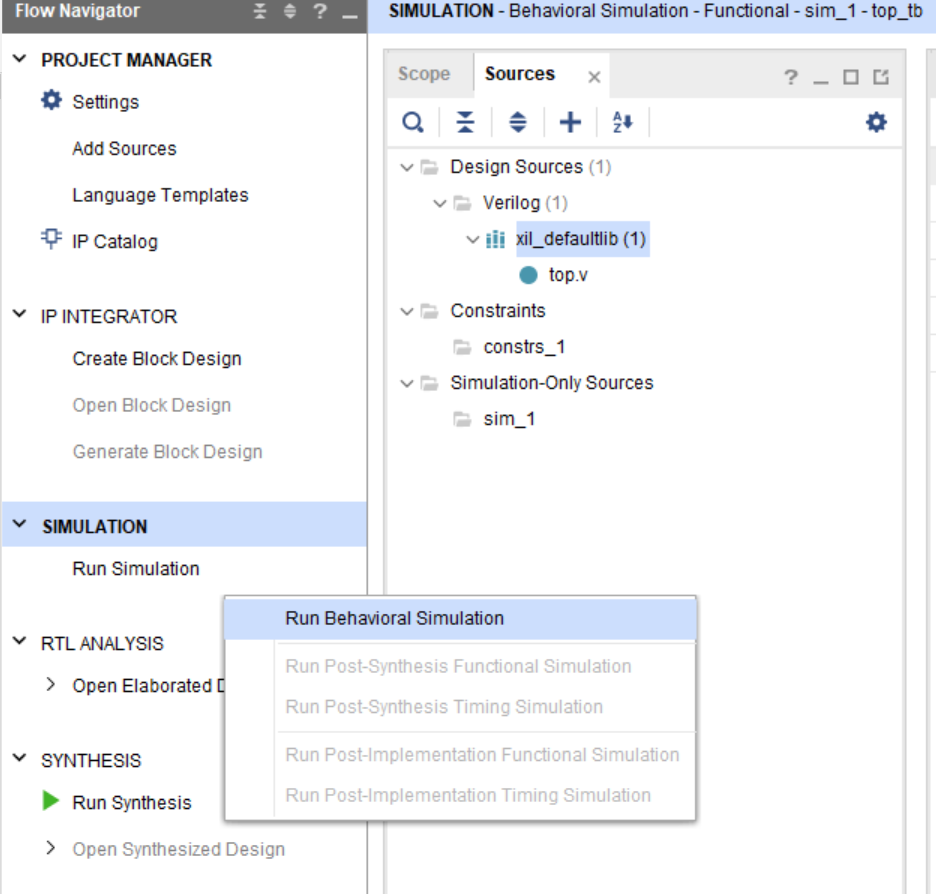 Flow Navigator
?
SIMULATION - Behavioral Simulation - Functional - sim_1 - top_tb
PROJECT MANAGER
Settings
Add Sources
Language Templates
IP Catalog
IP INTEGRATOR
Create Block Design
Open Block Design
Generate Block Design
SIMULATION
Run Simulation
RTL ANALYSIS
Open Elaborated D
SYNTHESIS
Run Synthesis
Open Synthesized Design
Scope
Sources
?
Design Sources (1)
Verilog (1)
xil_defaultlib (1)
top.v
Constraints
constrs_1
Simulation-Only Sources
sim_1
Run Behavioral Simulation
Run Post-Synthesis Functional Simulation
Run Post-Synthesis Timing Simulation
Run Post-Implementation Functional Simulation
Run Post-Implementation Timing Simulation